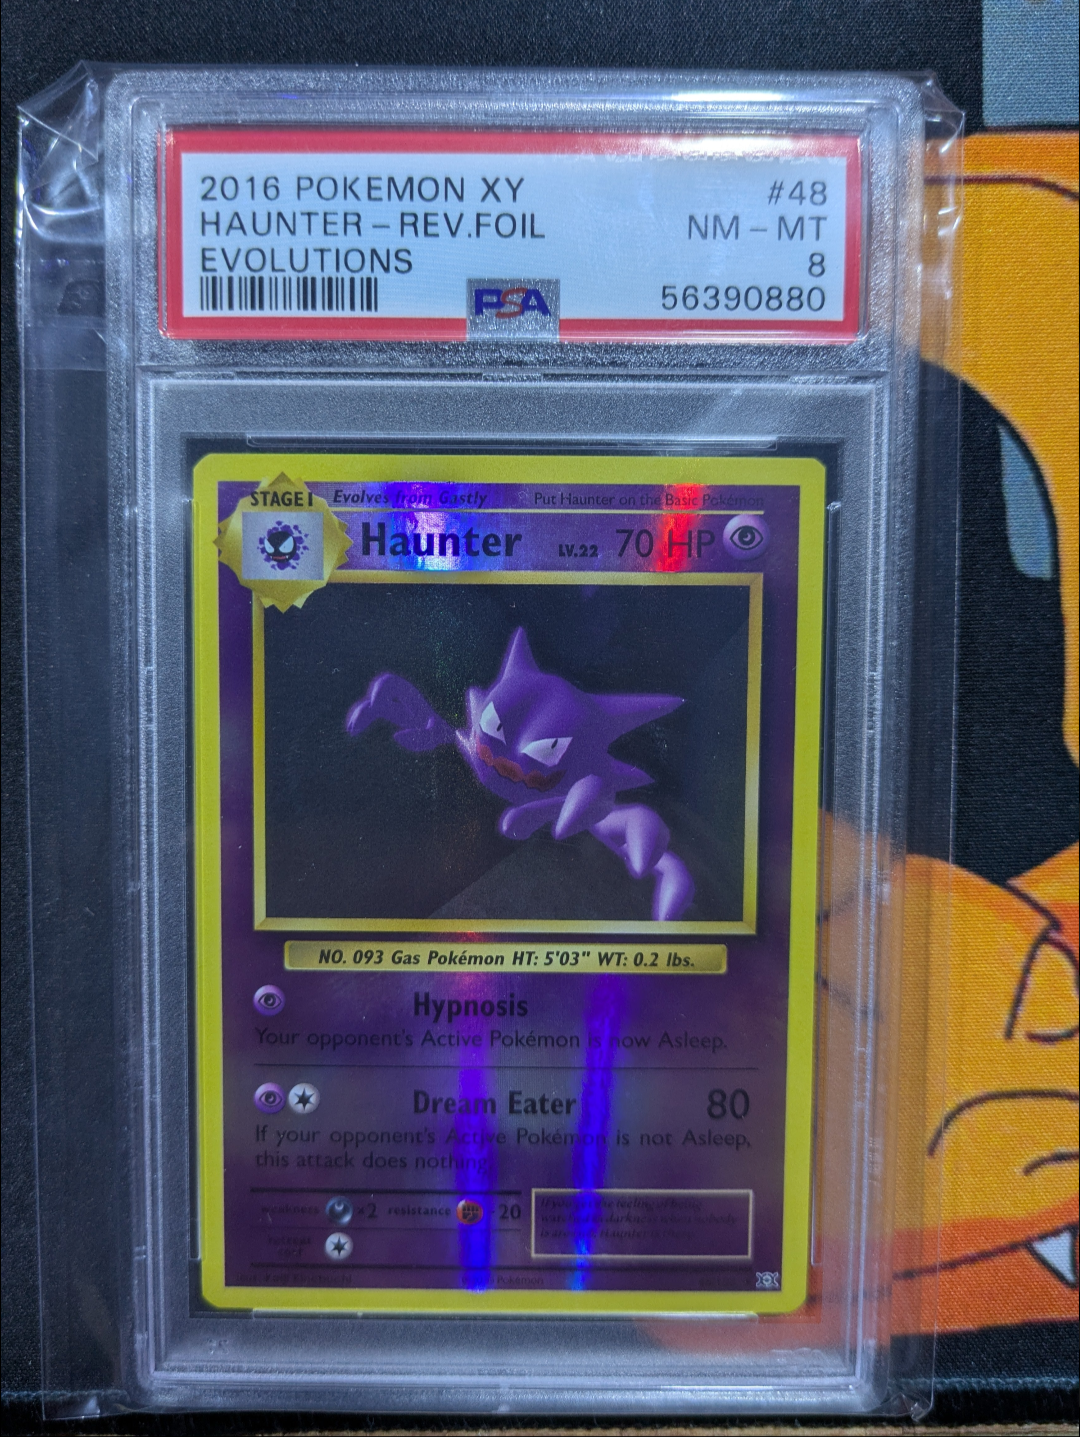 2016 POKEMON XY #48
HAUNTER - REV.FOIL NM - MT
EVOLUTIONS 8
PSA 56390880
STAGE 1 Evolves from Gastly Put Haunter on the Basic Pokémon
Haunter LV.22 70 HP
NO. 093 Gas Pokémon HT: 5'03" WT: 0.2 lbs.
Hypnosis
Your opponent's Active Pokémon is now Asleep.
Dream Eater 80
If your opponent's Active Pokémon is not Asleep,
this attack does nothing.
weakness ×2 resistance -20
retreat
cost
Pokémon